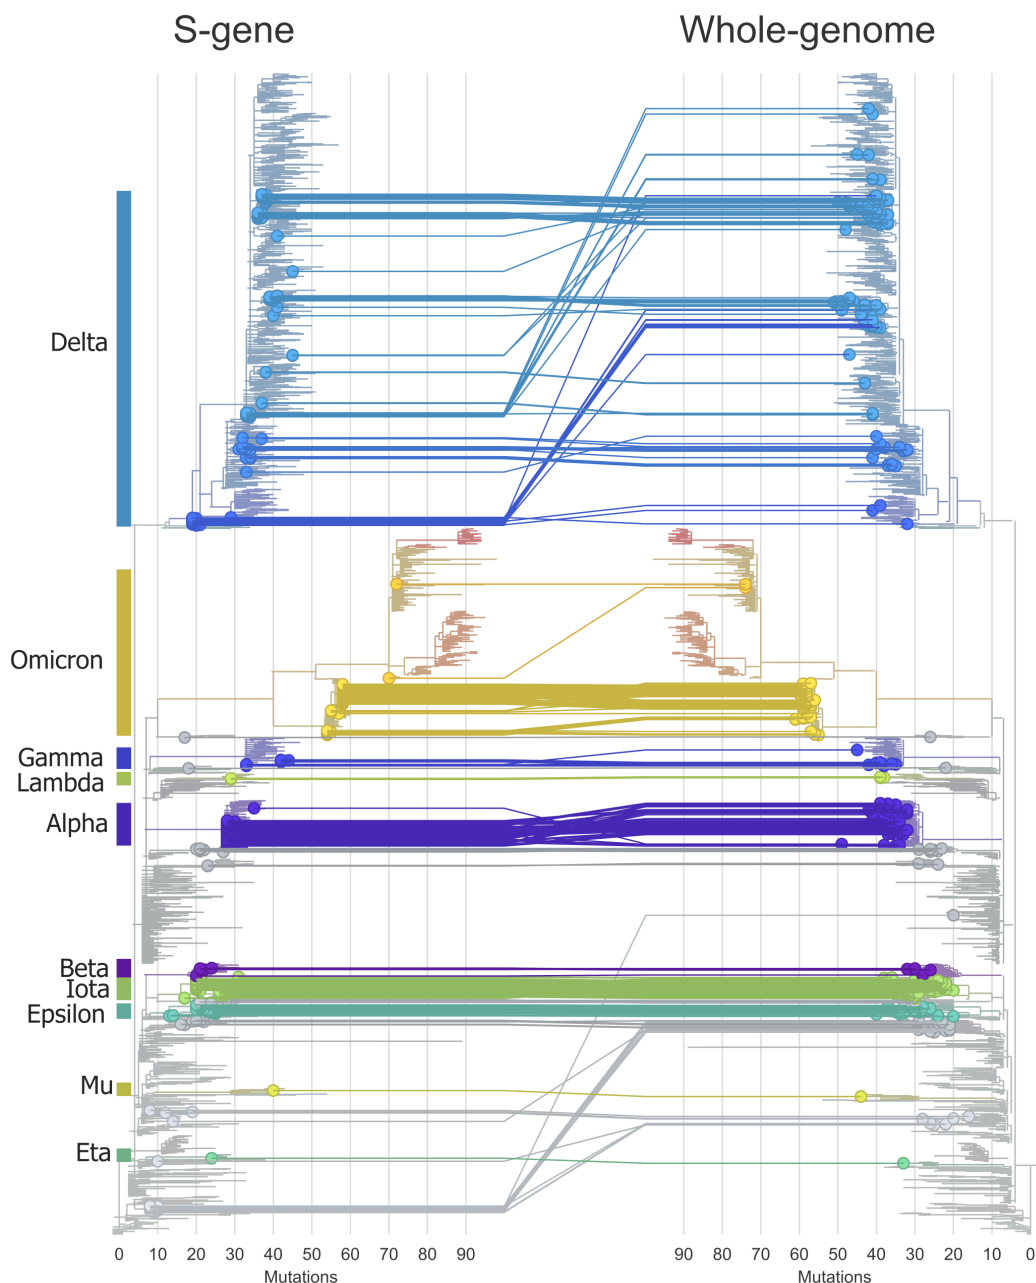 S-gene Whole-genome
Delta
Omicron
Gamma
Lambda
Alpha
Beta
Iota
Epsilon
Mu
Eta
0 10 20 30 40 50 60 70 80 90 90 80 70 60 50 40 30 20 10 0
Mutations Mutations